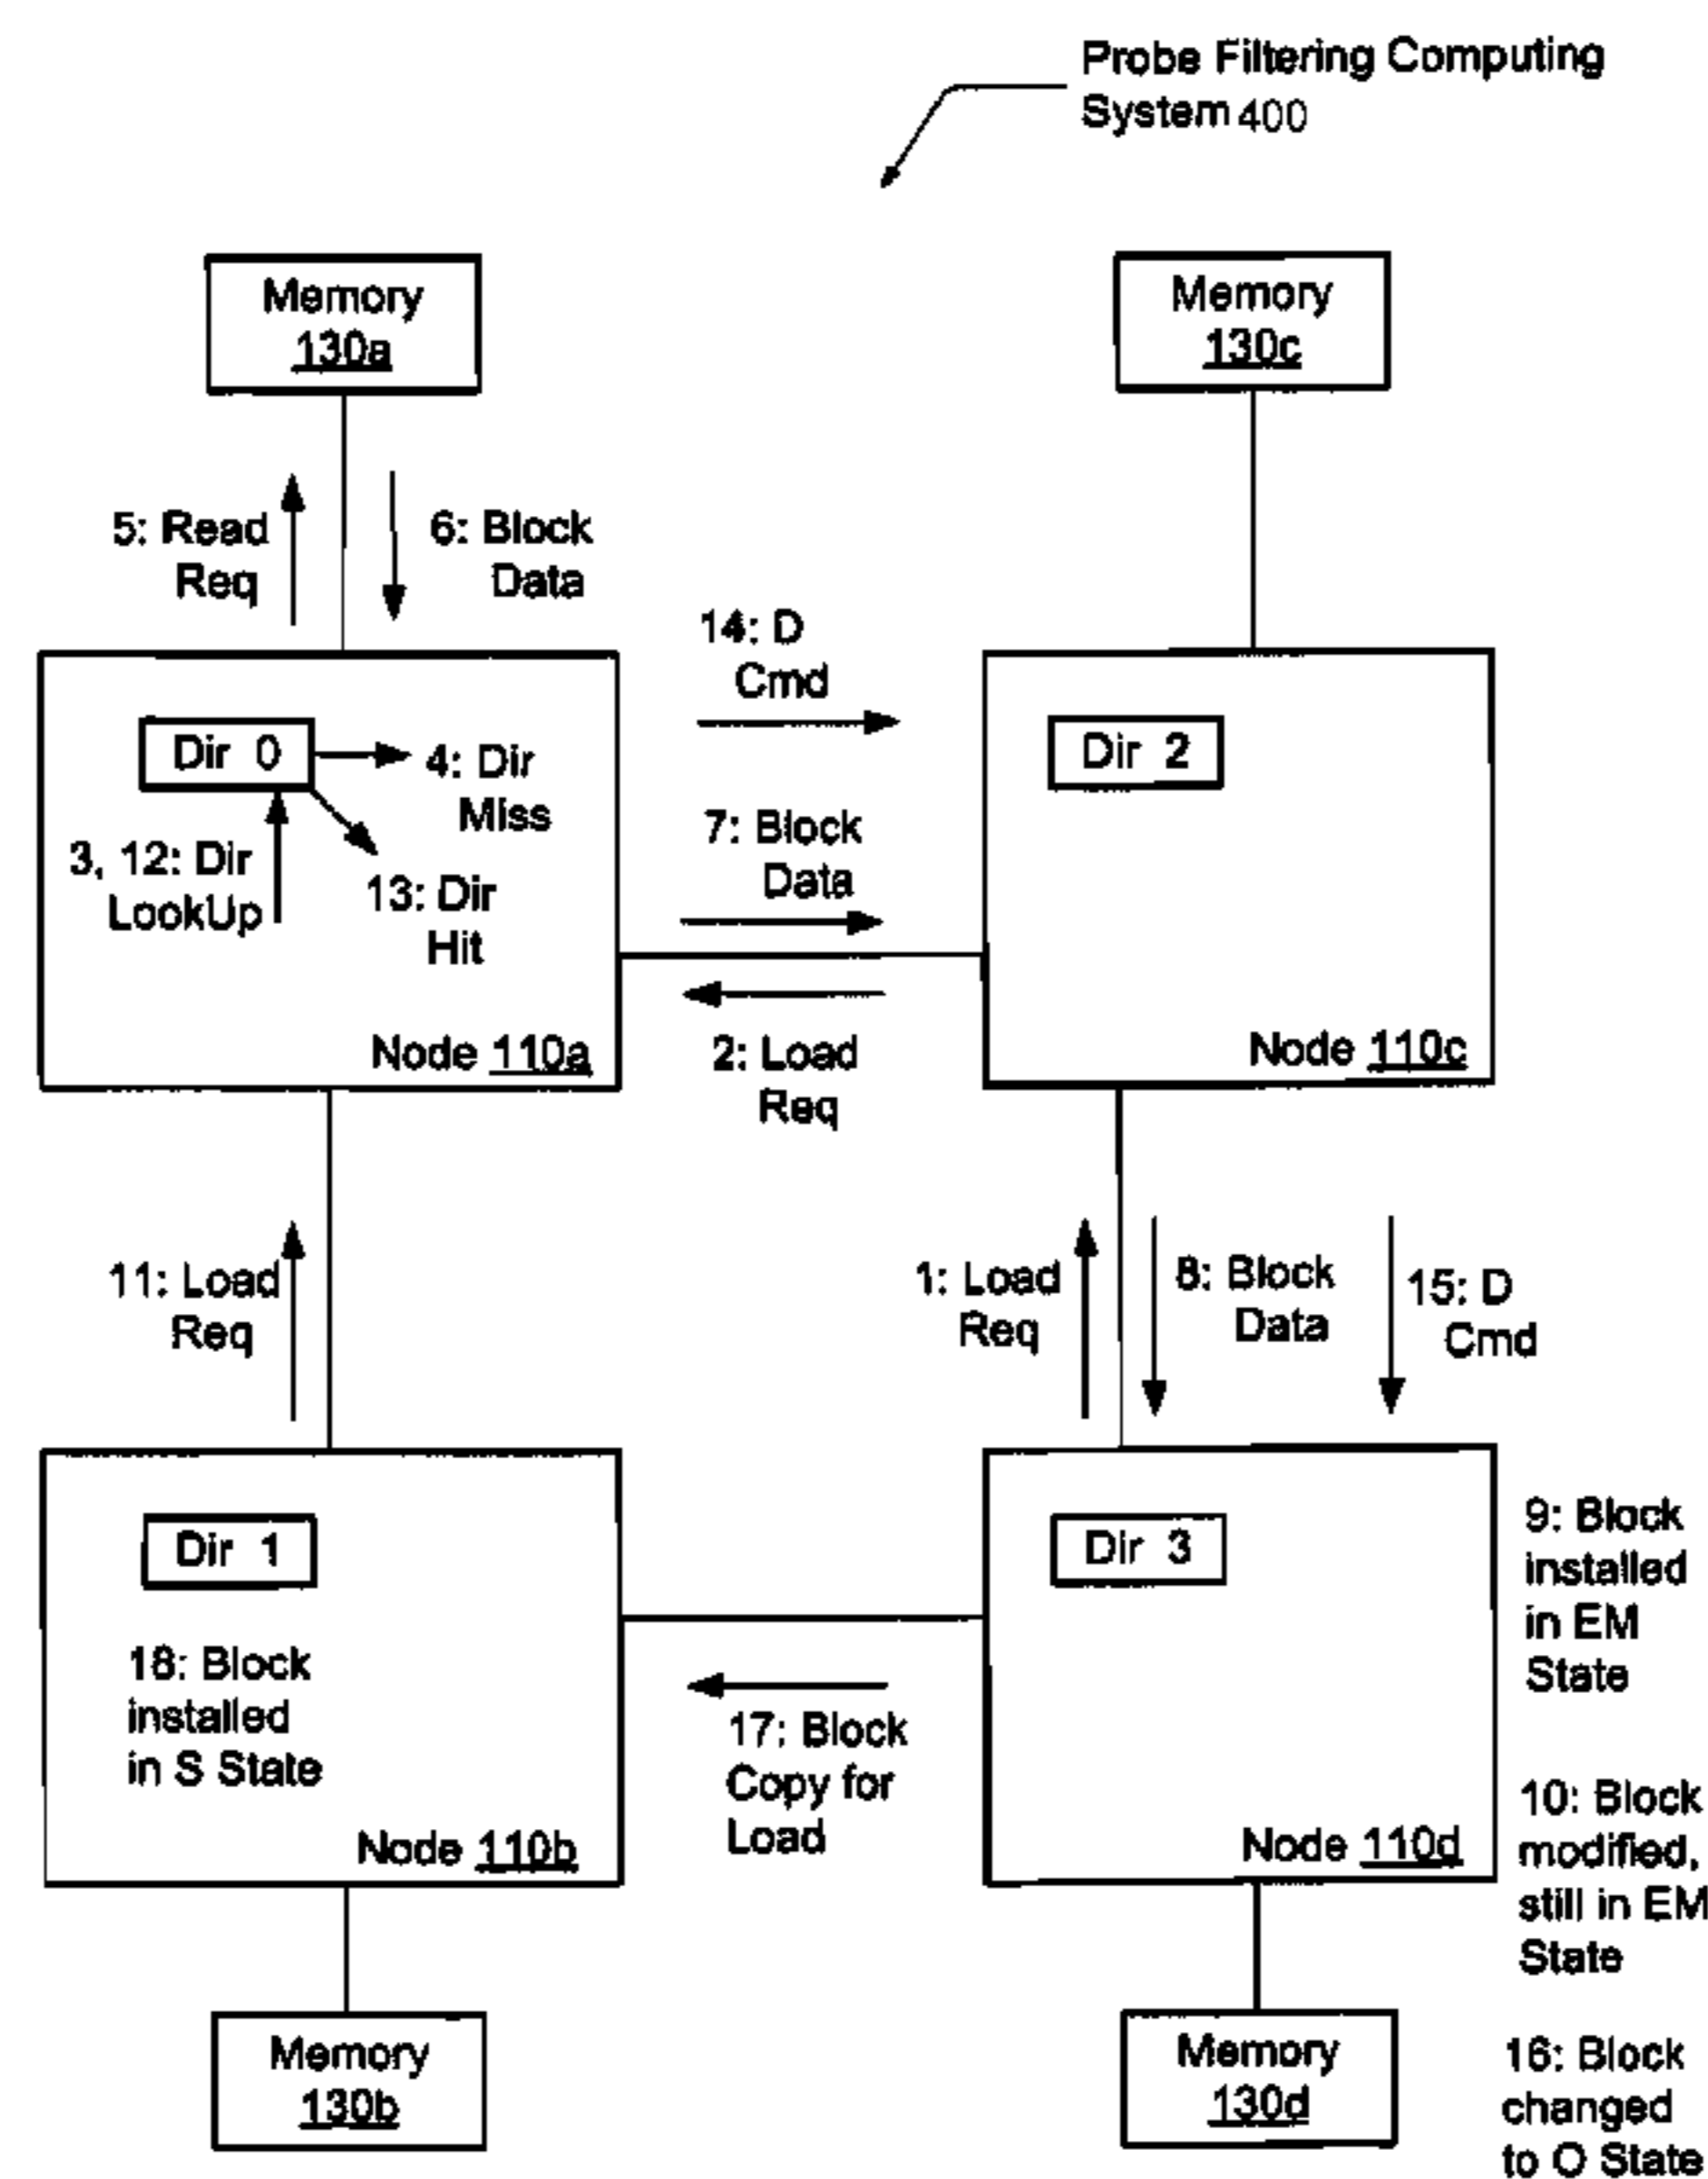 Probe Filtering Computing
System 400
Memory
130a
Memory
130c
5: Read
Req
6: Block
Data
14: D
Cmd
Dir 0
4: Dir
Miss
3, 12: Dir
LookUp
13: Dir
Hit
Node 110a
7: Block
Data
2: Load
Req
Dir 2
Node 110c
11: Load
Req
1: Load
Req
8: Block
Data
15: D
Cmd
Dir 1
18: Block
installed
in S State
Node 110b
17: Block
Copy for
Load
Dir 3
Node 110d
9: Block
installed
in EM
State
10: Block
modified,
still in EM
State
16: Block
changed
to O State
Memory
130b
Memory
130d